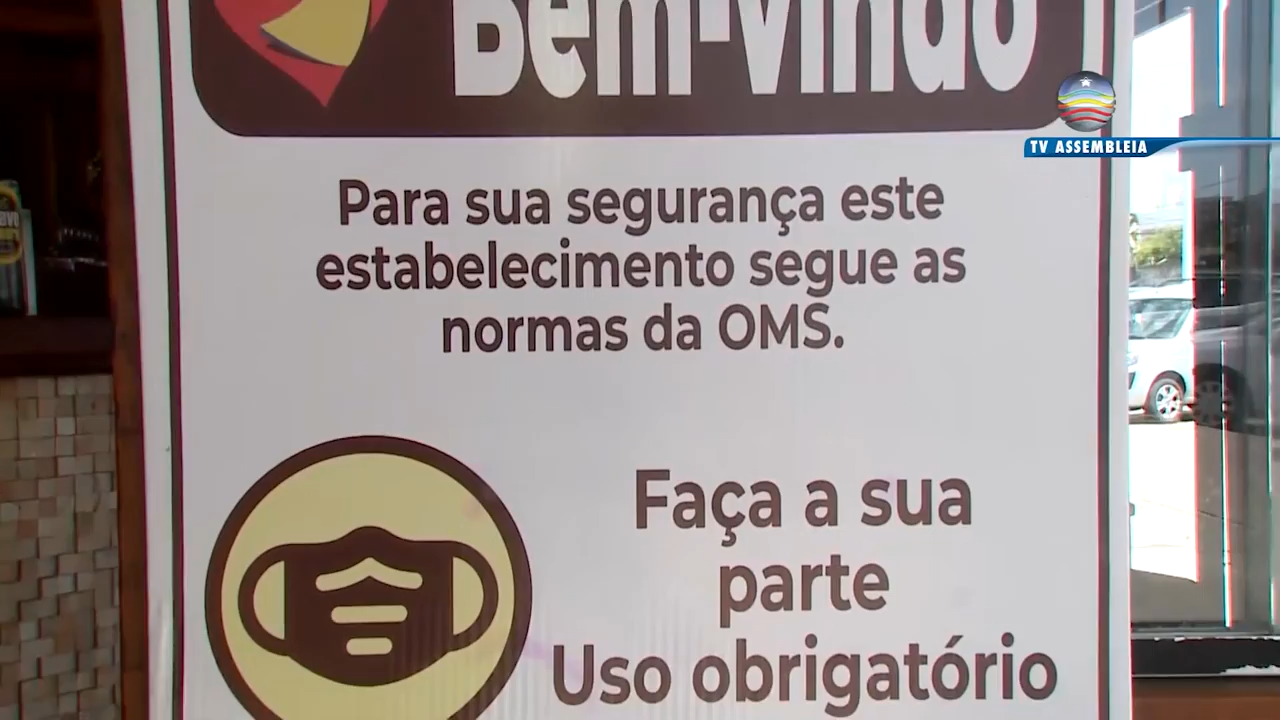 Bem-vindo
TV ASSEMBLEIA
Para sua segurança este
estabelecimento segue as
normas da OMS.
Faça a sua
parte
Uso obrigatório